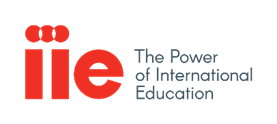 iie
The Power
of International
Education